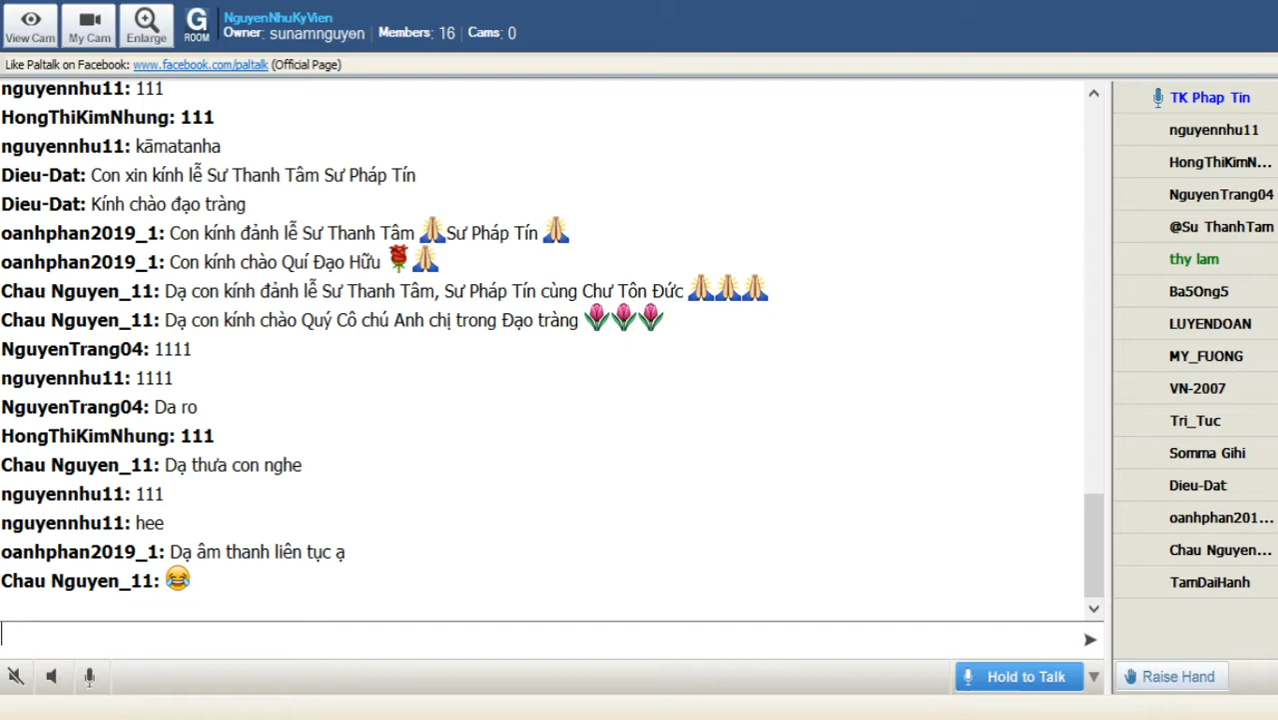 View Cam
My Cam
Enlarge
G
ROOM
NguyenNhuKyVien
Owner: sunamnguyen | Members: 16 | Cams: 0
Like Paltalk on Facebook: www.facebook.com/paltalk (Official Page)
nguyennhu11: 111
HongThiKimNhung: 111
nguyennhu11: kāmatanha
Dieu-Dat: Con xin kính lễ Sư Thanh Tâm Sư Pháp Tín
Dieu-Dat: Kính chào đạo tràng
oanhphan2019_1: Con kính đảnh lễ Sư Thanh Tâm 🙏Sư Pháp Tín 🙏
oanhphan2019_1: Con kính chào Quí Đạo Hữu 🌹🙏
Chau Nguyen_11: Dạ con kính đảnh lễ Sư Thanh Tâm, Sư Pháp Tín cùng Chư Tôn Đức 🙏🙏🙏
Chau Nguyen_11: Dạ con kính chào Quý Cô chú Anh chị trong Đạo tràng 🌷🌷🌷
NguyenTrang04: 1111
nguyennhu11: 1111
NguyenTrang04: Da ro
HongThiKimNhung: 111
Chau Nguyen_11: Dạ thưa con nghe
nguyennhu11: 111
nguyennhu11: hee
oanhphan2019_1: Dạ âm thanh liên tục ạ
Chau Nguyen_11: 😂
Hold to Talk
TK Phap Tin
nguyennhu11
HongThiKimN...
NguyenTrang04
@Su ThanhTam
thy lam
Ba5Ong5
LUYENDOAN
MY_FUONG
VN-2007
Tri_Tuc
Somma Gihi
Dieu-Dat
oanhphan201...
Chau Nguyen...
TamDaiHanh
Raise Hand